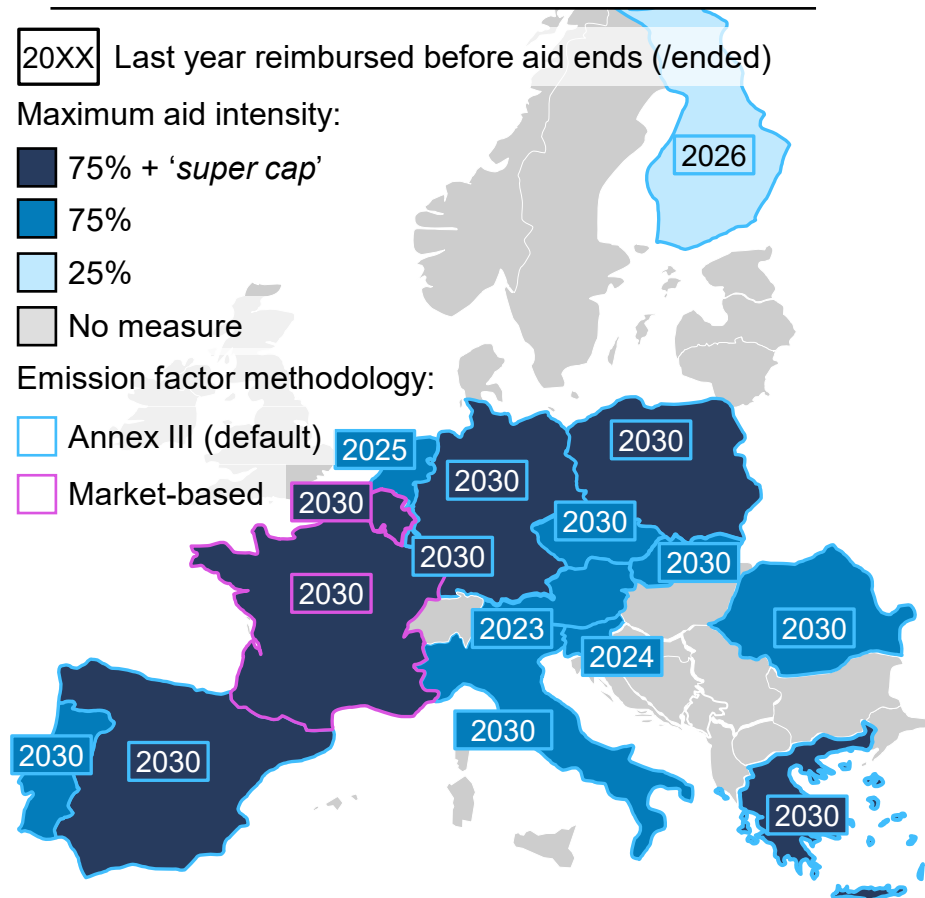 20XX Last year reimbursed before aid ends (/ended)
Maximum aid intensity:
75% + ‘super cap’
75%
25%
No measure
Emission factor methodology:
Annex III (default)
Market-based
2026
2025
2030
2030
2030
2030
2030
2030
2030
2023
2024
2030
2030
2030
2030
2030